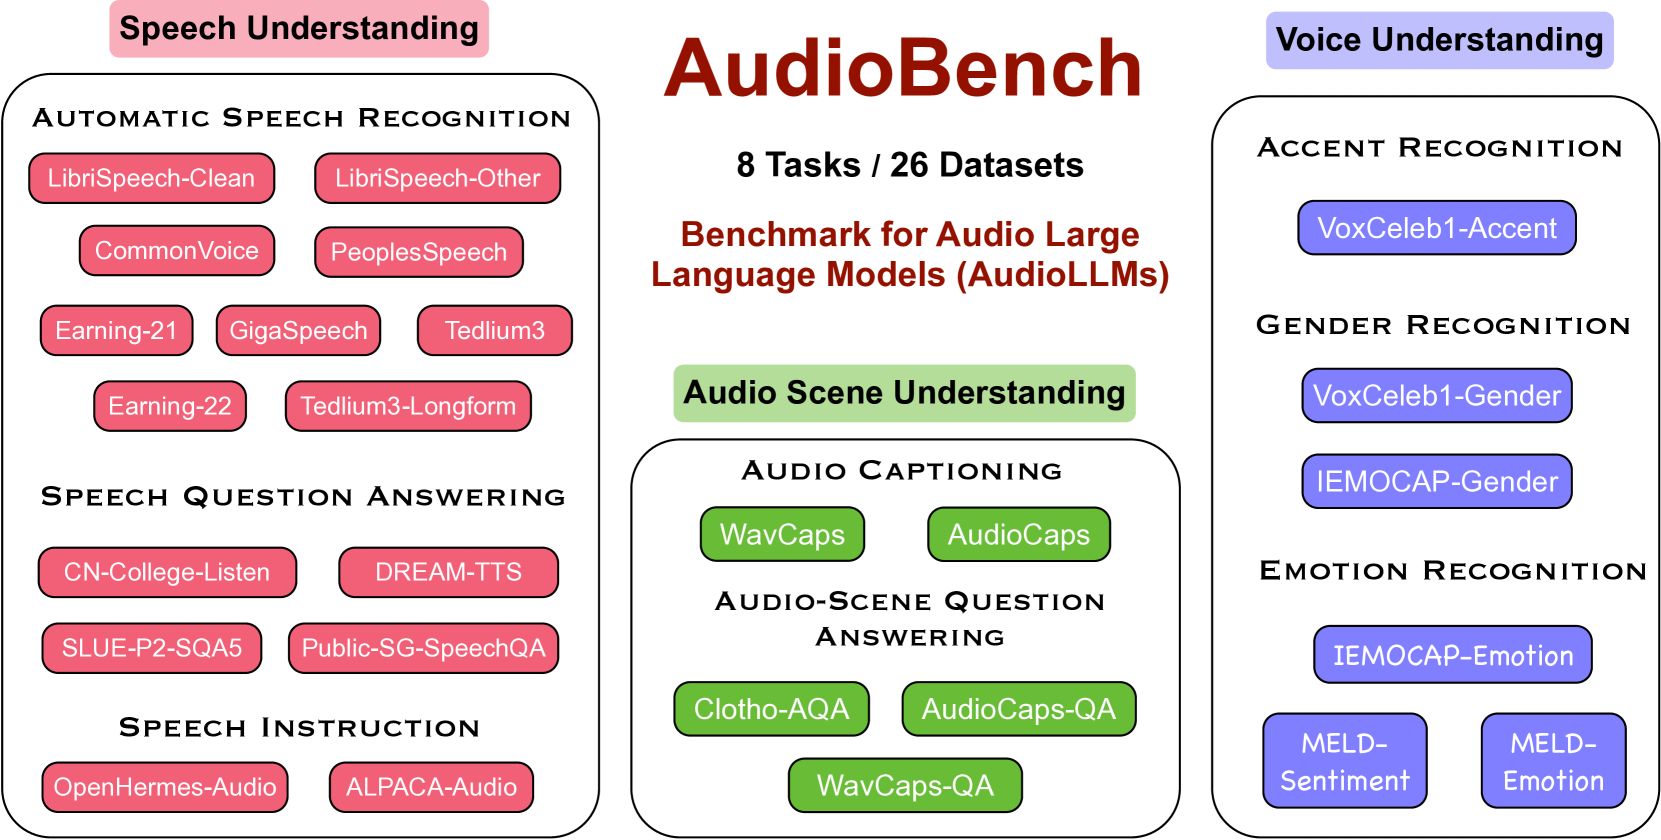 Speech Understanding
AUTOMATIC SPEECH RECOGNITION
LibriSpeech-Clean
LibriSpeech-Other
CommonVoice
PeoplesSpeech
Earning-21
GigaSpeech
Tedlium3
Earning-22
Tedlium3-Longform
SPEECH QUESTION ANSWERING
CN-College-Listen
DREAM-TTS
SLUE-P2-SQA5
Public-SG-SpeechQA
SPEECH INSTRUCTION
OpenHermes-Audio
ALPACA-Audio
AudioBench
8 Tasks / 26 Datasets
Benchmark for Audio Large
Language Models (AudioLLMs)
Audio Scene Understanding
AUDIO CAPTIONING
WavCaps
AudioCaps
AUDIO-SCENE QUESTION
ANSWERING
Clotho-AQA
AudioCaps-QA
WavCaps-QA
Voice Understanding
ACCENT RECOGNITION
VoxCeleb1-Accent
GENDER RECOGNITION
VoxCeleb1-Gender
IEMOCAP-Gender
EMOTION RECOGNITION
IEMOCAP-Emotion
MELD-
Sentiment
MELD-
Emotion